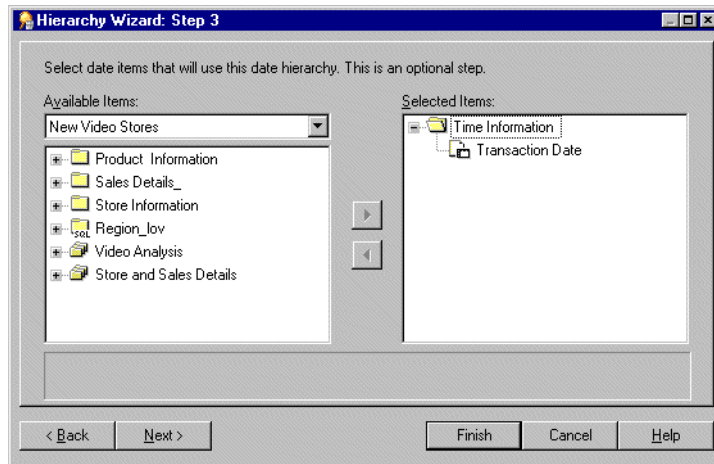 Hierarchy Wizard: Step 3
Select date items that will use this date hierarchy. This is an optional step.
Available Items:
New Video Stores
Product Information
Sales Details_
Store Information
SQL Region_lov
Video Analysis
Store and Sales Details
Selected Items:
Time Information
Transaction Date
< Back
Next >
Finish
Cancel
Help